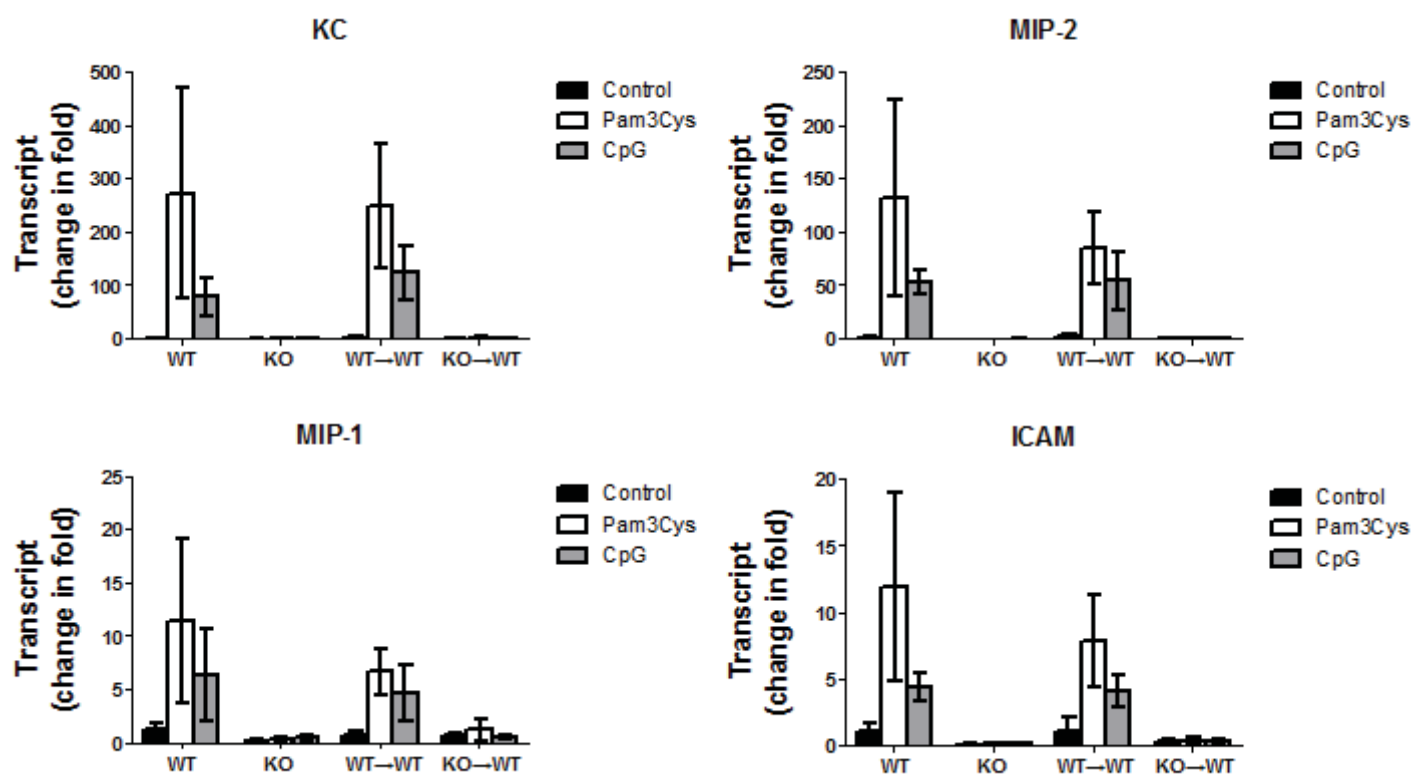 KC
Transcript
(change in fold)
500
400
300
200
100
0
WT
KO
WT→WT
KO→WT
Control
Pam3Cys
CpG
MIP-2
Transcript
(change in fold)
250
200
150
100
50
0
WT
KO
WT→WT
KO→WT
Control
Pam3Cys
CpG
MIP-1
Transcript
(change in fold)
25
20
15
10
5
0
WT
KO
WT→WT
KO→WT
Control
Pam3Cys
CpG
ICAM
Transcript
(change in fold)
20
15
10
5
0
WT
KO
WT→WT
KO→WT
Control
Pam3Cys
CpG